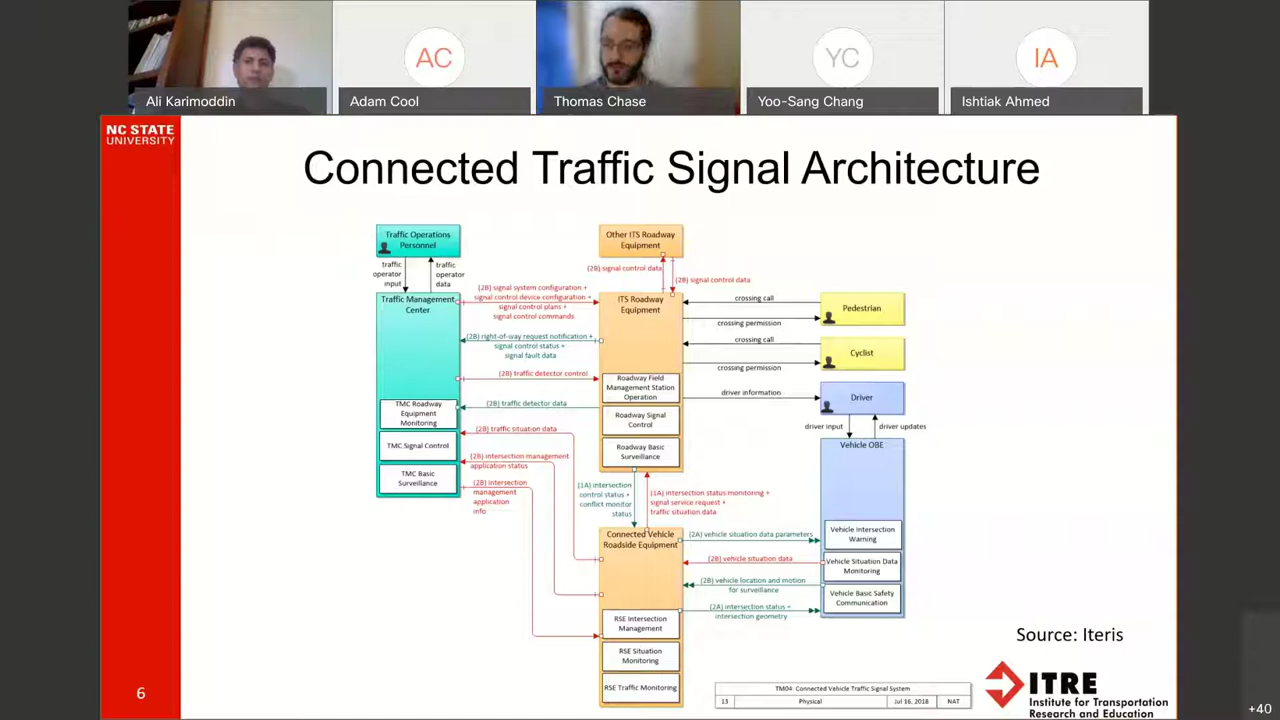 AC
YC
IA
Ali Karimoddin
Adam Cool
Thomas Chase
Yoo-Sang Chang
Ishtiak Ahmed
NC STATE
UNIVERSITY
Connected Traffic Signal Architecture
Traffic Operations
Personnel
traffic
operator
input
traffic
operator
data
Traffic Management
Center
TMC Roadway
Equipment
Monitoring
TMC Signal Control
TMC Basic
Surveillance
(2B) signal system configuration +
signal control device configuration +
signal control plans +
signal control commands
(2B) right-of-way request notification +
signal control status +
signal fault data
(2B) traffic detector control
(2B) traffic detector data
(2B) traffic situation data
(2B) intersection management
application status
(2B) intersection
management
application
info
Other ITS Roadway
Equipment
(2B) signal control data
(2B) signal control data
ITS Roadway
Equipment
Roadway Field
Management Station
Operation
Roadway Signal
Control
Roadway Basic
Surveillance
(1A) intersection
control status +
conflict monitor
status
(1A) intersection status monitoring +
signal service request +
traffic situation data
Connected Vehicle
Roadside Equipment
RSE Intersection
Management
RSE Situation
Monitoring
RSE Traffic Monitoring
crossing call
crossing permission
crossing call
crossing permission
driver information
Pedestrian
Cyclist
Driver
driver input
driver updates
Vehicle OBE
Vehicle Intersection
Warning
Vehicle Situation Data
Monitoring
Vehicle Basic Safety
Communication
(2A) vehicle situation data parameters
(2B) vehicle situation data
(2B) vehicle location and motion
for surveillance
(2A) intersection status +
intersection geometry
Source: Iteris
TM04: Connected Vehicle Traffic Signal System
13 Physical Jul 16, 2018 NAT
6
ITRE
Institute for Transportation
Research and Education
+40